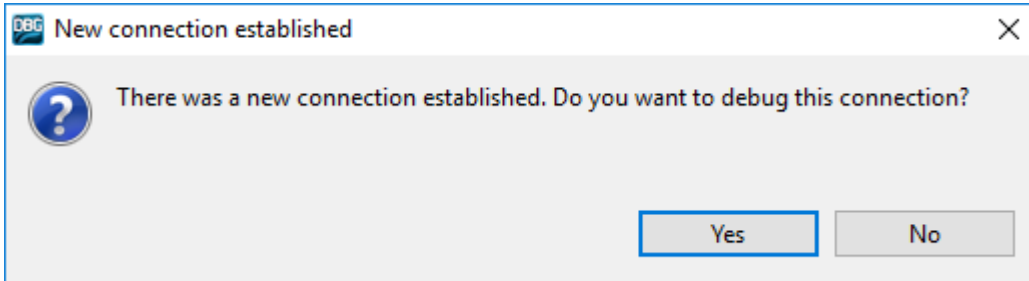 DBG New connection established
There was a new connection established. Do you want to debug this connection?
Yes No